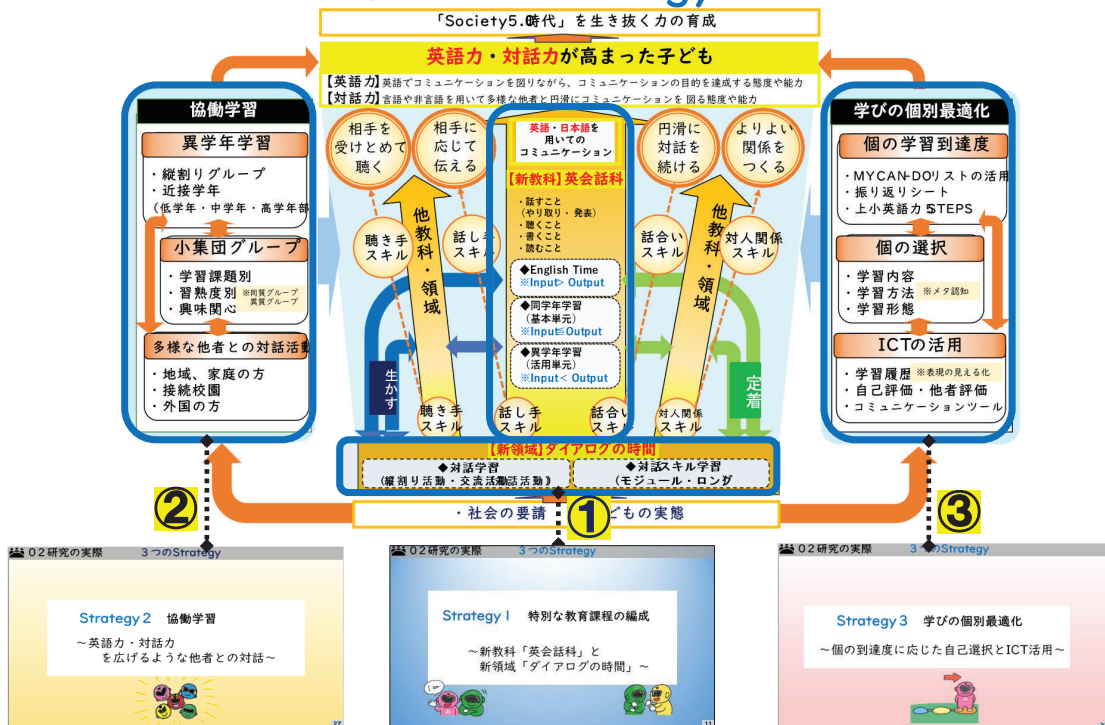 「Society5.0時代」を生き抜く力の育成
英語力・対話力が高まった子ども
【英語力】英語でコミュニケーションを図りながら、コミュニケーションの目的を達成する態度や能力
【対話力】言語や非言語を用いて多様な他者と円滑にコミュニケーションを図る態度や能力
協働学習
異学年学習
・縦割りグループ
・近接学年
（低学年・中学年・高学年部
小集団グループ
・学習課題別
・習熟度別 ※同質グループ
異質グループ
・興味関心
多様な他者との対話活動
・地域、家庭の方
・接続校園
・外国の方
相手を
受けとめて
聴く
相手に
応じて
伝える
英語・日本語を
用いての
コミュニケーション
円滑に
対話を
続ける
よりよい
関係を
つくる
【新教科】英会話科
・話すこと
（やり取り・発表）
・聴くこと
・書くこと
・読むこと
他教科・領域
他教科・領域
聴き手
スキル
話し手
スキル
話合い
スキル
対人関係
スキル
◆English Time
※Input> Output
◆同学年学習
（基本単元）
※Input≦Output
◆異学年学習
（活用単元）
※Input< Output
生かす
定着
聴き手
スキル
話し手
スキル
話合い
スキル
対人関係
スキル
【新領域】ダイアログの時間
◆対話学習
（縦割り活動・交流活動
◆対話スキル学習
（モジュール・ロング
学びの個別最適化
個の学習到達度
・MYCAN-DOリストの活用
・振り返りシート
・上小英語力5STEPS
個の選択
・学習内容
・学習方法 ※メタ認知
・学習形態
ICTの活用
・学習履歴 ※表現の見える化
・自己評価・他者評価
・コミュニケーションツール
・社会の要請
どもの実態
②
①
③
02研究の実際 3つのStrategy
Strategy2 協働学習
～英語力・対話力
を広げるような他者との対話～
27
02研究の実際 3つのStrategy
Strategy1 特別な教育課程の編成
～新教科「英会話科」と
新領域「ダイアログの時間」～
11
02研究の実際 3つのStrategy
Strategy3 学びの個別最適化
～個の到達度に応じた自己選択とICT活用～